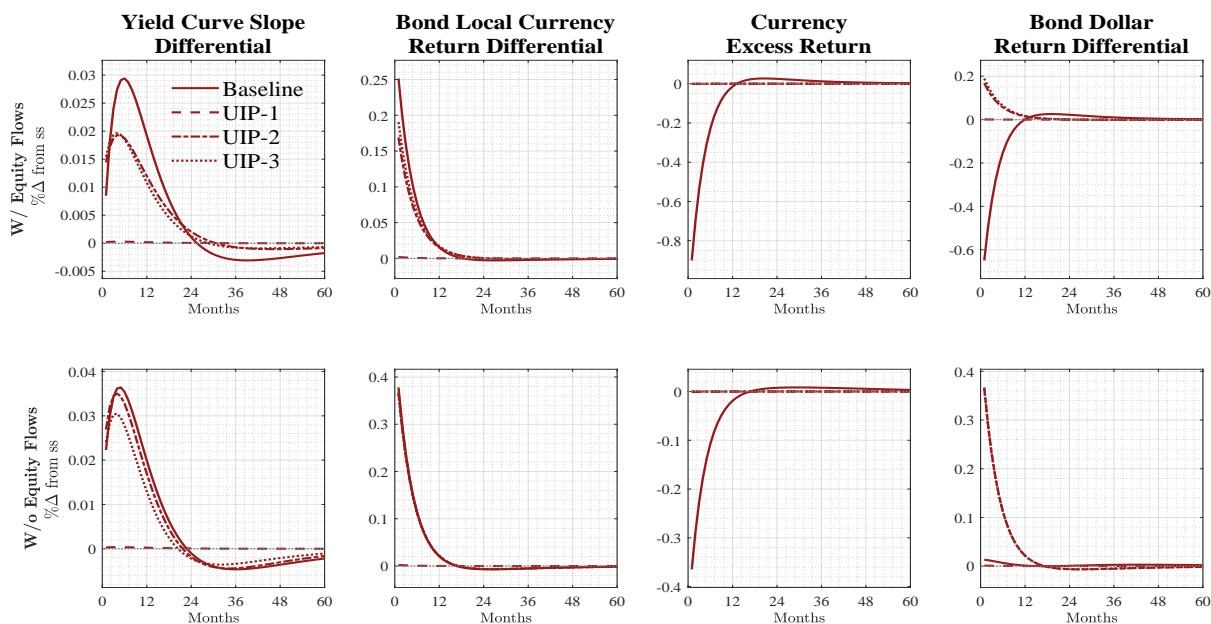 Yield Curve Slope
Differential
Bond Local Currency
Return Differential
Currency
Excess Return
Bond Dollar
Return Differential
W/ Equity Flows
%Δ from ss
0.03
0.025
0.02
0.015
0.01
0.005
0
-0.005
Baseline
UIP-1
UIP-2
UIP-3
0 12 24 36 48 60
Months
0.25
0.2
0.15
0.1
0.05
0
0 12 24 36 48 60
Months
0
-0.2
-0.4
-0.6
-0.8
0 12 24 36 48 60
Months
0.2
0
-0.2
-0.4
-0.6
0 12 24 36 48 60
Months
W/o Equity Flows
%Δ from ss
0.04
0.03
0.02
0.01
0
0 12 24 36 48 60
Months
0.4
0.3
0.2
0.1
0
0 12 24 36 48 60
Months
0
-0.1
-0.2
-0.3
-0.4
0 12 24 36 48 60
Months
0.4
0.3
0.2
0.1
0
0 12 24 36 48 60
Months